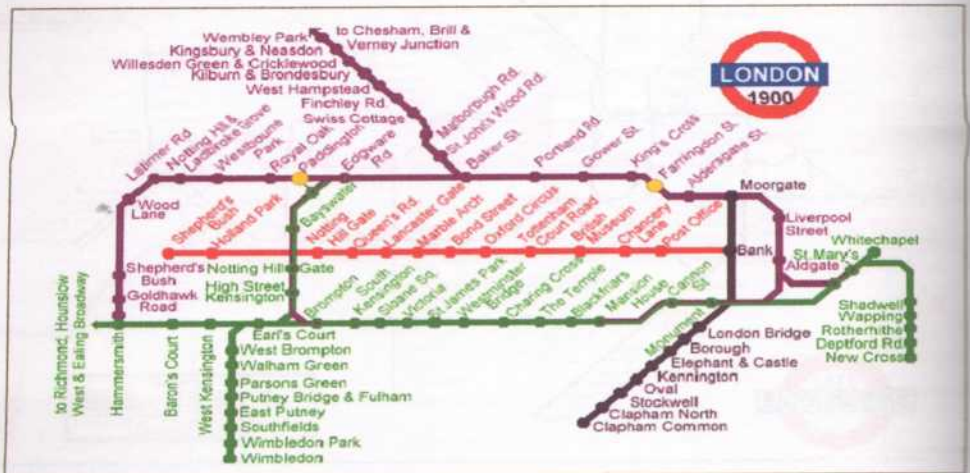 to Chesham, Brill &
Verney Junction
Wembley Park
Kingsbury & Neasdon
Willesden Green & Cricklewood
Kilburn & Brondesbury
West Hampstead
Finchley Rd.
Swiss Cottage
Malborough Rd.
St.John's Wood Rd.
LONDON
1900
Latimer Rd
Notting Hill &
Ladbroke Grove
Westbourne
Park
Royal Oak
Paddington
Edgware
Rd
Baker St
Portland Rd.
Gower St.
King's Cross
Farringdon St.
Aldersgate St.
Moorgate
Wood
Lane
Bayswater
Liverpool
Street
Whitechapel
St.Mary's
Aldgate
Shepherd's
Bush
Holland Park
Notting
Hill Gate
Queen's Rd.
Lancaster Gate
Marble Arch
Bond Street
Oxford Circus
Tottenham
Court Road
British
Museum
Chancery
Lane
Post Office
Bank
Shepherd's
Bush
Goldhawk
Road
Notting Hill Gate
High Street
Kensington
Brompton
South
Kensington
Sloane Sq.
Victoria
St.James Park
Westminster
Bridge
Charing Cross
The Temple
Blackfriars
Mansion
House
Cannon
St
Monument
Shadwell
Wapping
Rotherhithe
Deptford Rd.
New Cross
to Richmond, Hounslow
West & Ealing Broadway
Hammersmith
Baron's Court
West Kensington
Earl's Court
West Brompton
Walham Green
Parsons Green
Putney Bridge & Fulham
East Putney
Southfields
Wimbledon Park
Wimbledon
London Bridge
Borough
Elephant & Castle
Kennington
Oval
Stockwell
Clapham North
Clapham Common